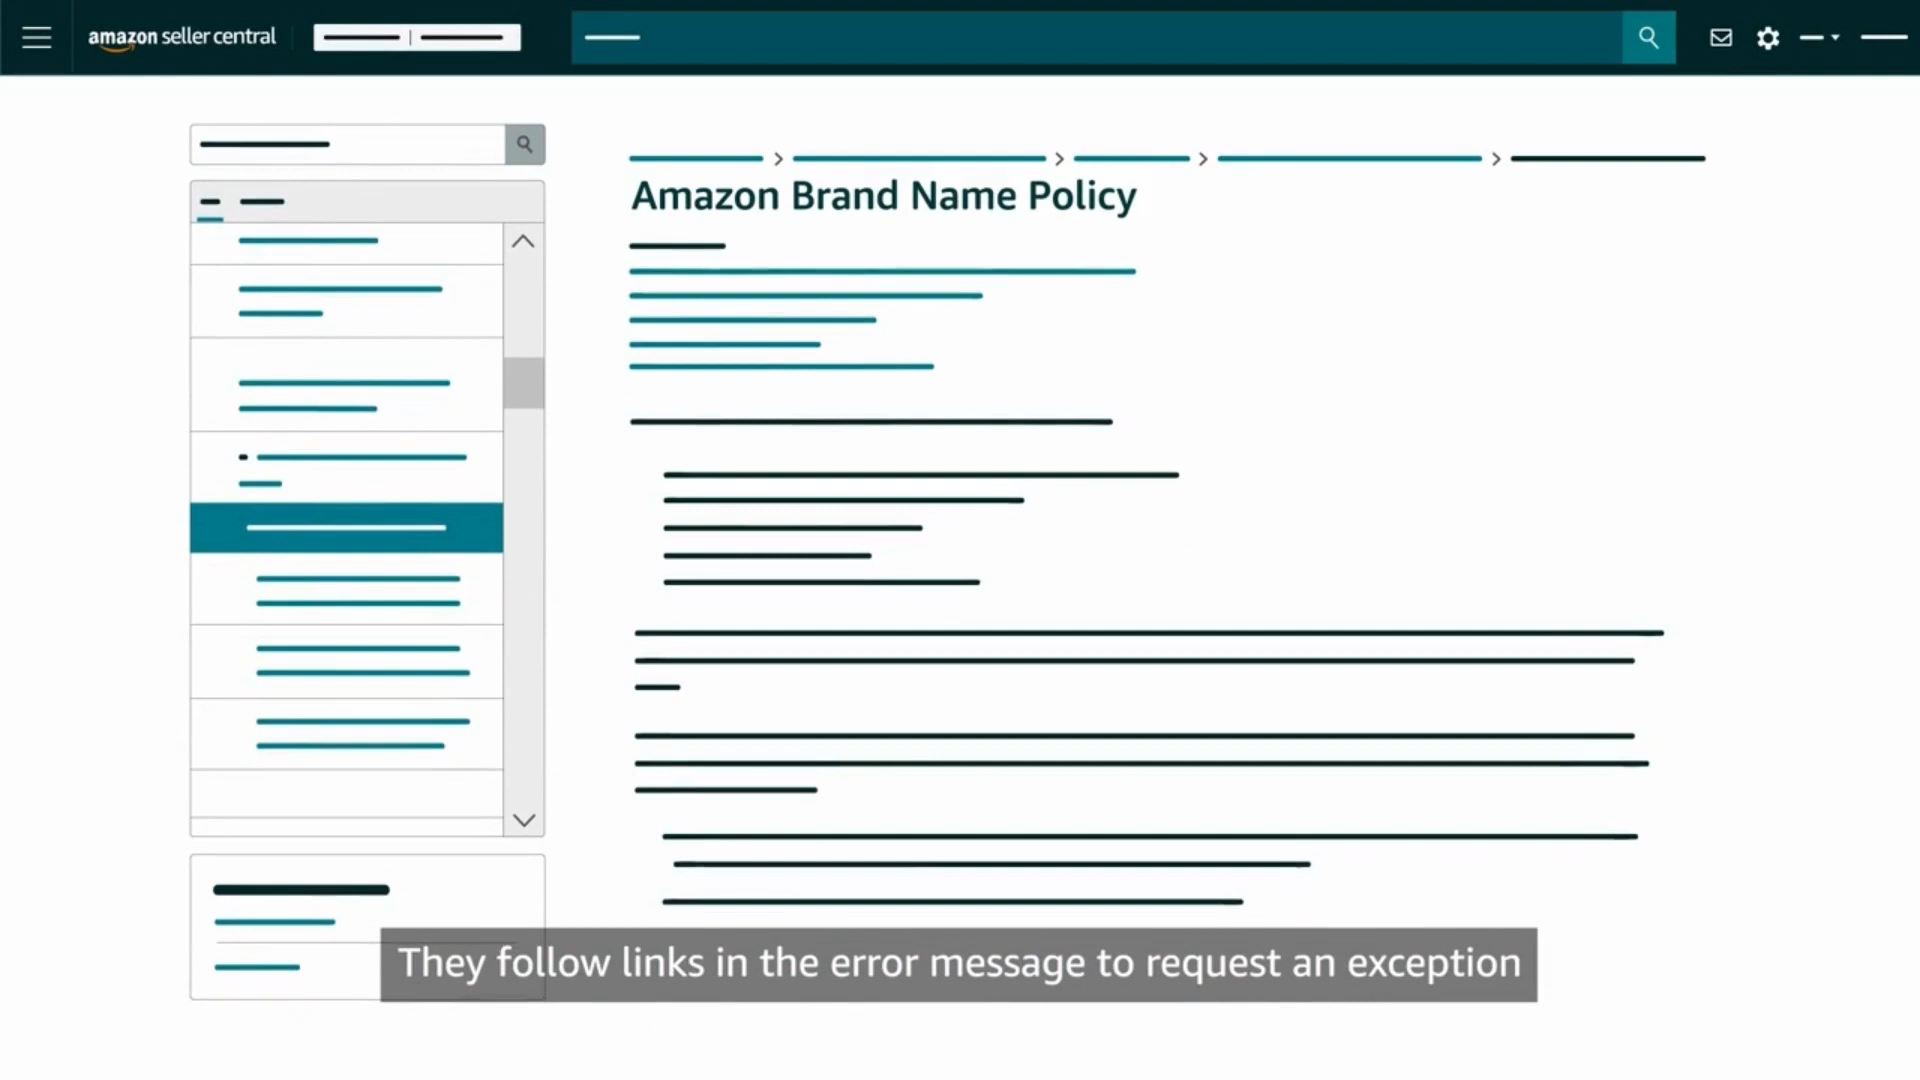 amazon seller central
Amazon Brand Name Policy
They follow links in the error message to request an exception